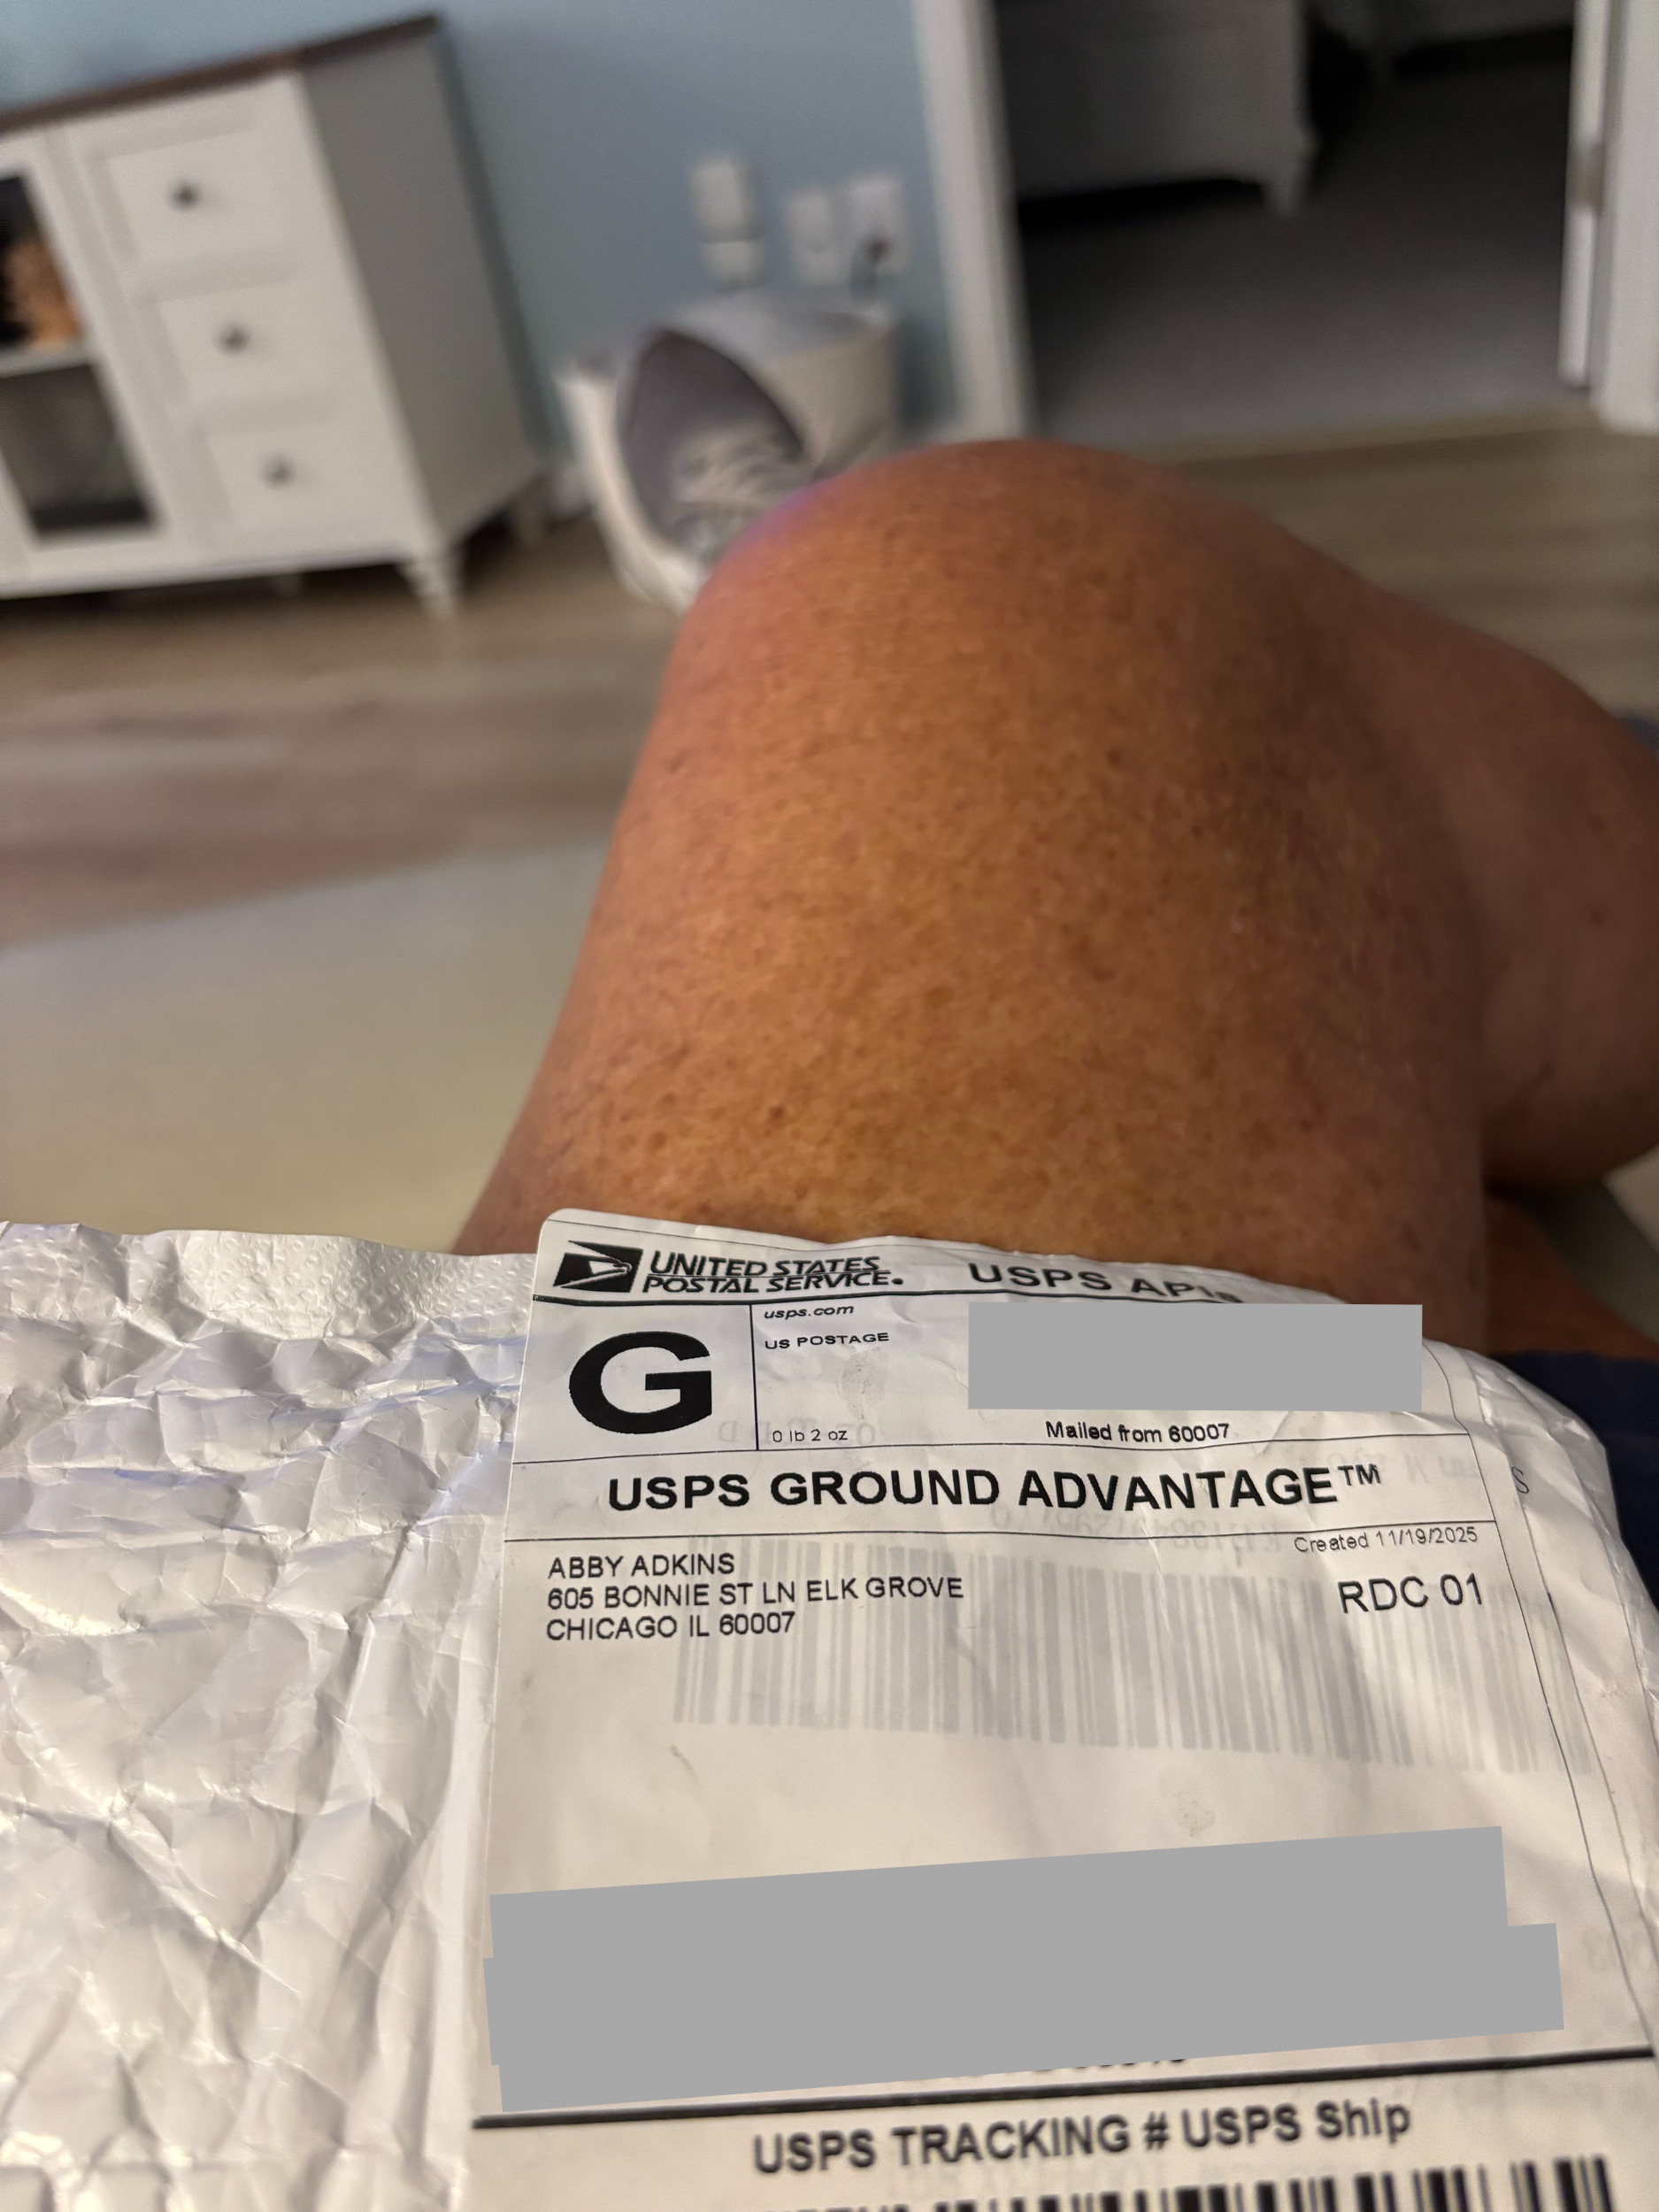 UNITED STATES
POSTAL SERVICE.
USPS APIs
usps.com
US POSTAGE
G
0 lb 2 oz
Mailed from 60007
USPS GROUND ADVANTAGE™
Created 11/19/2025
ABBY ADKINS
605 BONNIE ST LN ELK GROVE
CHICAGO IL 60007
RDC 01
USPS TRACKING # USPS Ship